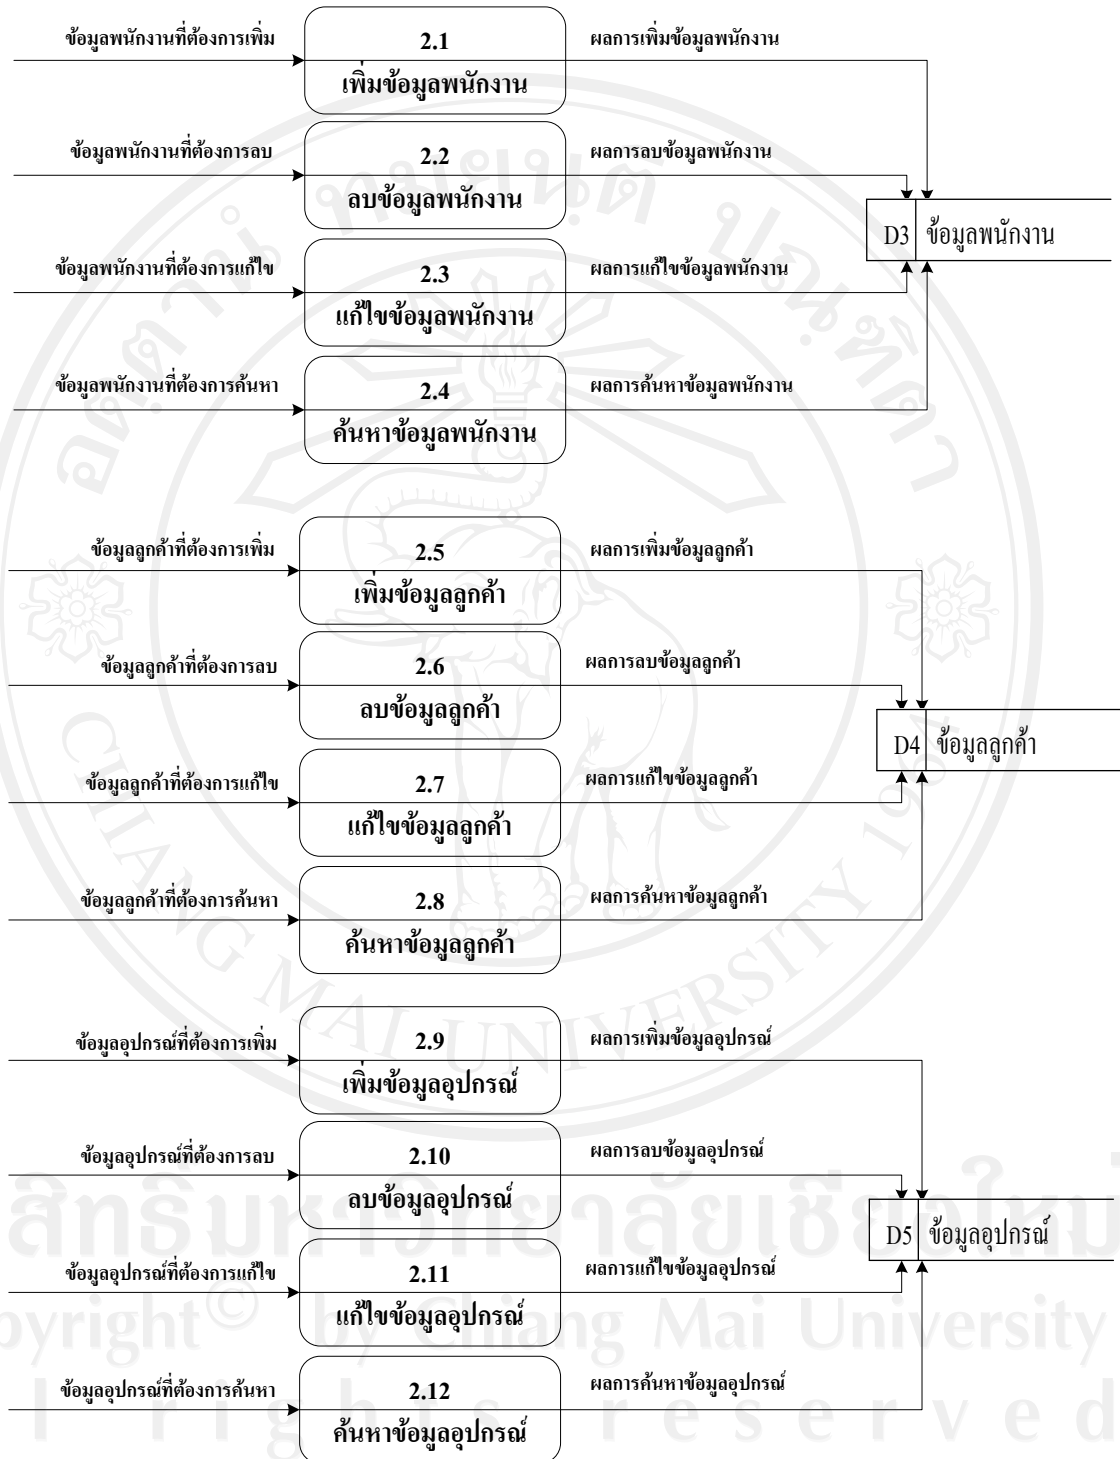 ข้อมูลพนักงานที่ต้องการเพิ่ม
2.1
เพิ่มข้อมูลพนักงาน
ผลการเพิ่มข้อมูลพนักงาน
ข้อมูลพนักงานที่ต้องการลบ
2.2
ลบข้อมูลพนักงาน
ผลการลบข้อมูลพนักงาน
D3 ข้อมูลพนักงาน
ข้อมูลพนักงานที่ต้องการแก้ไข
2.3
แก้ไขข้อมูลพนักงาน
ผลการแก้ไขข้อมูลพนักงาน
ข้อมูลพนักงานที่ต้องการค้นหา
2.4
ค้นหาข้อมูลพนักงาน
ผลการค้นหาข้อมูลพนักงาน
ข้อมูลลูกค้าที่ต้องการเพิ่ม
2.5
เพิ่มข้อมูลลูกค้า
ผลการเพิ่มข้อมูลลูกค้า
ข้อมูลลูกค้าที่ต้องการลบ
2.6
ลบข้อมูลลูกค้า
ผลการลบข้อมูลลูกค้า
D4 ข้อมูลลูกค้า
ข้อมูลลูกค้าที่ต้องการแก้ไข
2.7
แก้ไขข้อมูลลูกค้า
ผลการแก้ไขข้อมูลลูกค้า
ข้อมูลลูกค้าที่ต้องการค้นหา
2.8
ค้นหาข้อมูลลูกค้า
ผลการค้นหาข้อมูลลูกค้า
CHIANG MAI UNIVERSITY 1964
ข้อมูลอุปกรณ์ที่ต้องการเพิ่ม
2.9
เพิ่มข้อมูลอุปกรณ์
ผลการเพิ่มข้อมูลอุปกรณ์
ข้อมูลอุปกรณ์ที่ต้องการลบ
2.10
ลบข้อมูลอุปกรณ์
ผลการลบข้อมูลอุปกรณ์
D5 ข้อมูลอุปกรณ์
สิทธิ์มหาวิทยาลัยเชียงใหม่
ข้อมูลอุปกรณ์ที่ต้องการแก้ไข
2.11
แก้ไขข้อมูลอุปกรณ์
ผลการแก้ไขข้อมูลอุปกรณ์
pyright© by Chiang Mai University
ข้อมูลอุปกรณ์ที่ต้องการค้นหา
2.12
ค้นหาข้อมูลอุปกรณ์
ผลการค้นหาข้อมูลอุปกรณ์
l rights reserved